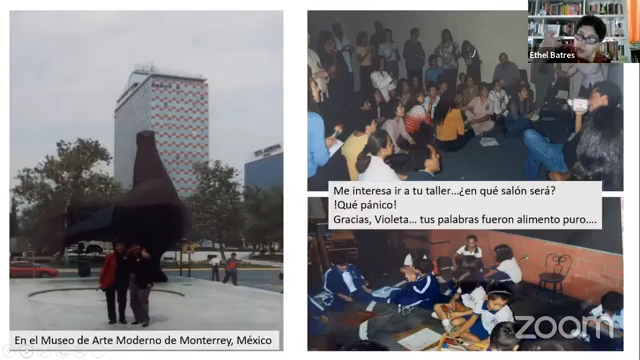 Ethel Batres
Me interesa ir a tu taller...¿en qué salón será?
!Qué pánico!
Gracias, Violeta... tus palabras fueron alimento puro....
En el Museo de Arte Moderno de Monterrey, México
zoom